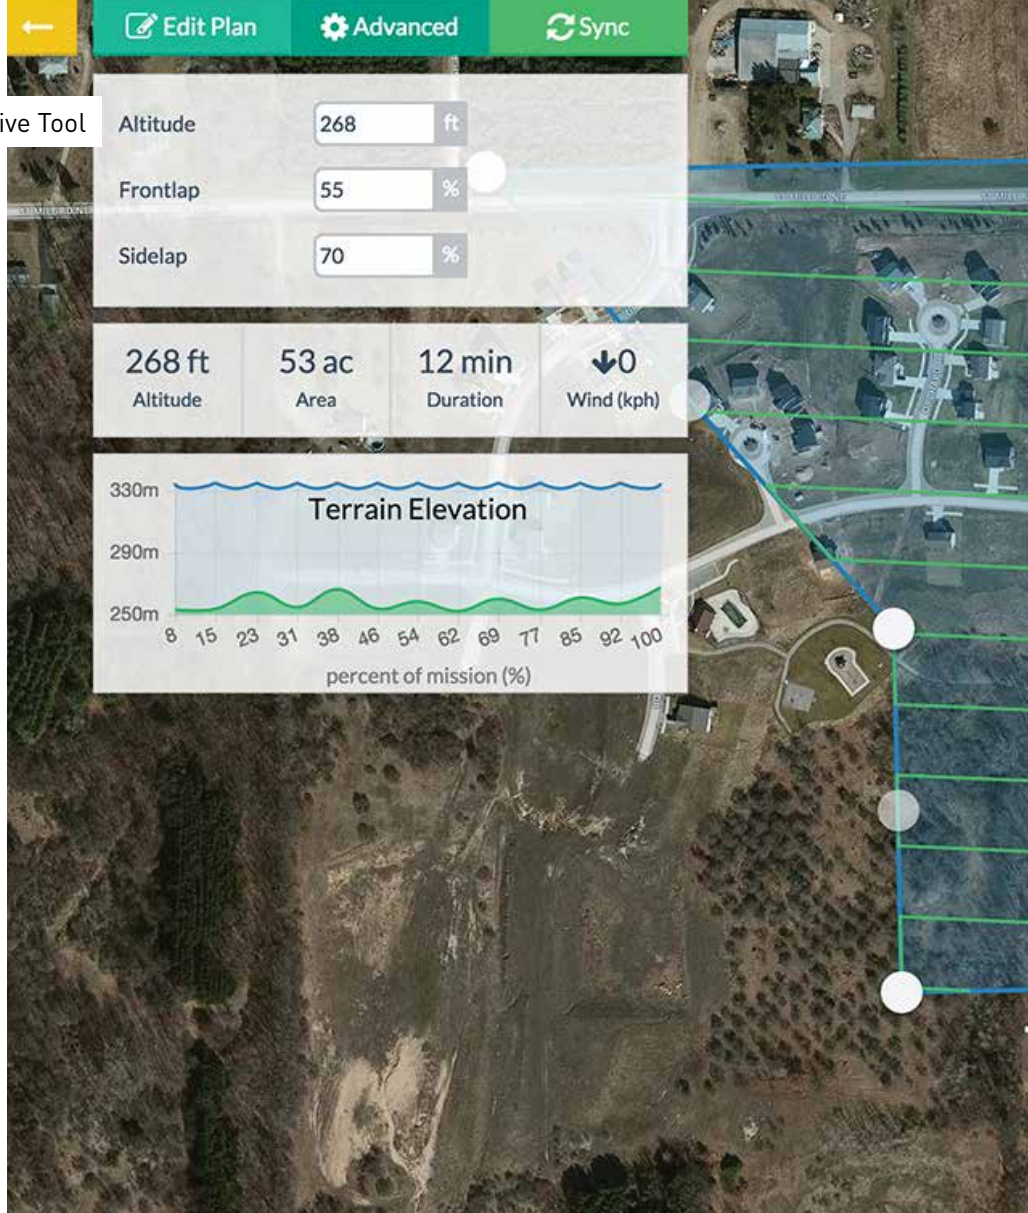 Edit Plan
Advanced
Sync
ive Tool
Altitude
268 ft
Frontlap
55 %
Sidelap
70 %
268 ft
53 ac
12 min
0
Altitude
Area
Duration
Wind (kph)
Terrain Elevation
330m
290m
250m
8 15 23 31 38 46 54 62 69 77 85 92 100
percent of mission (%)